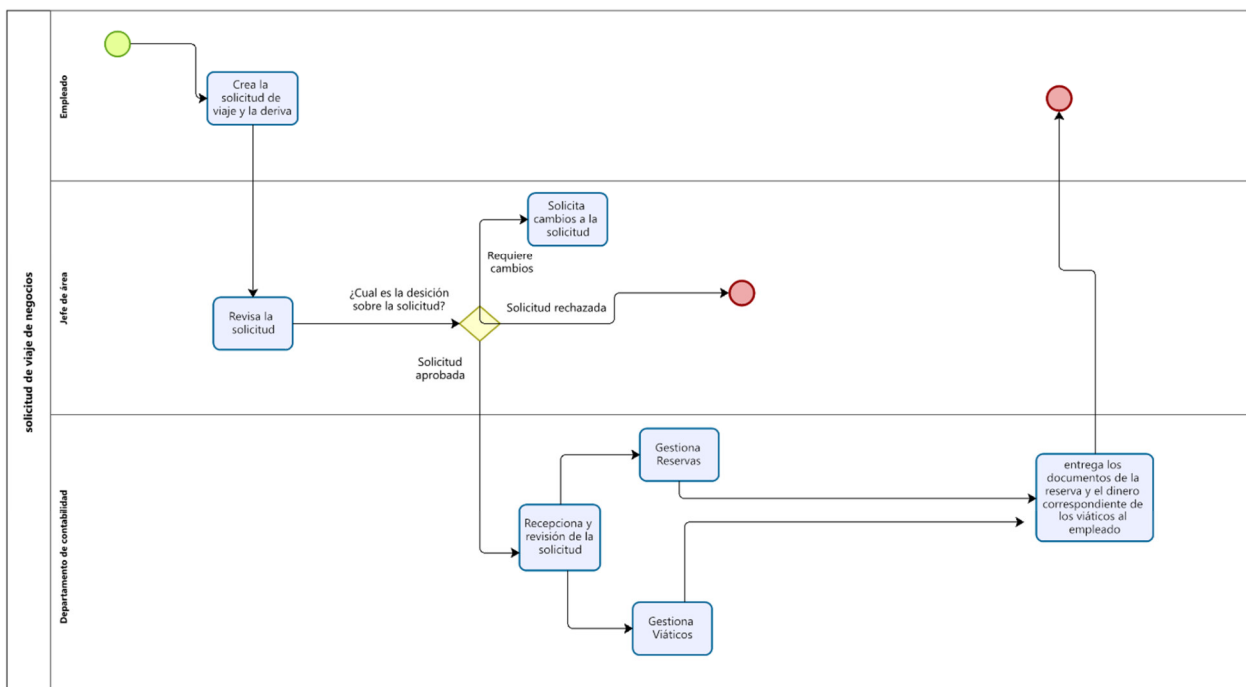 solicitud de viaje de negocios
Empleado
Crea la
solicitud de
viaje y la deriva
Jefe de área
Revisa la
solicitud
¿Cual es la desición
sobre la solicitud?
Solicita
cambios a la
solicitud
Requiere
cambios
Solicitud rechazada
Solicitud
aprobada
Departamento de contabilidad
Recepciona y
revisión de la
solicitud
Gestiona
Reservas
Gestiona
Viáticos
entrega los
documentos de la
reserva y el dinero
correspondiente de
los viáticos al
empleado